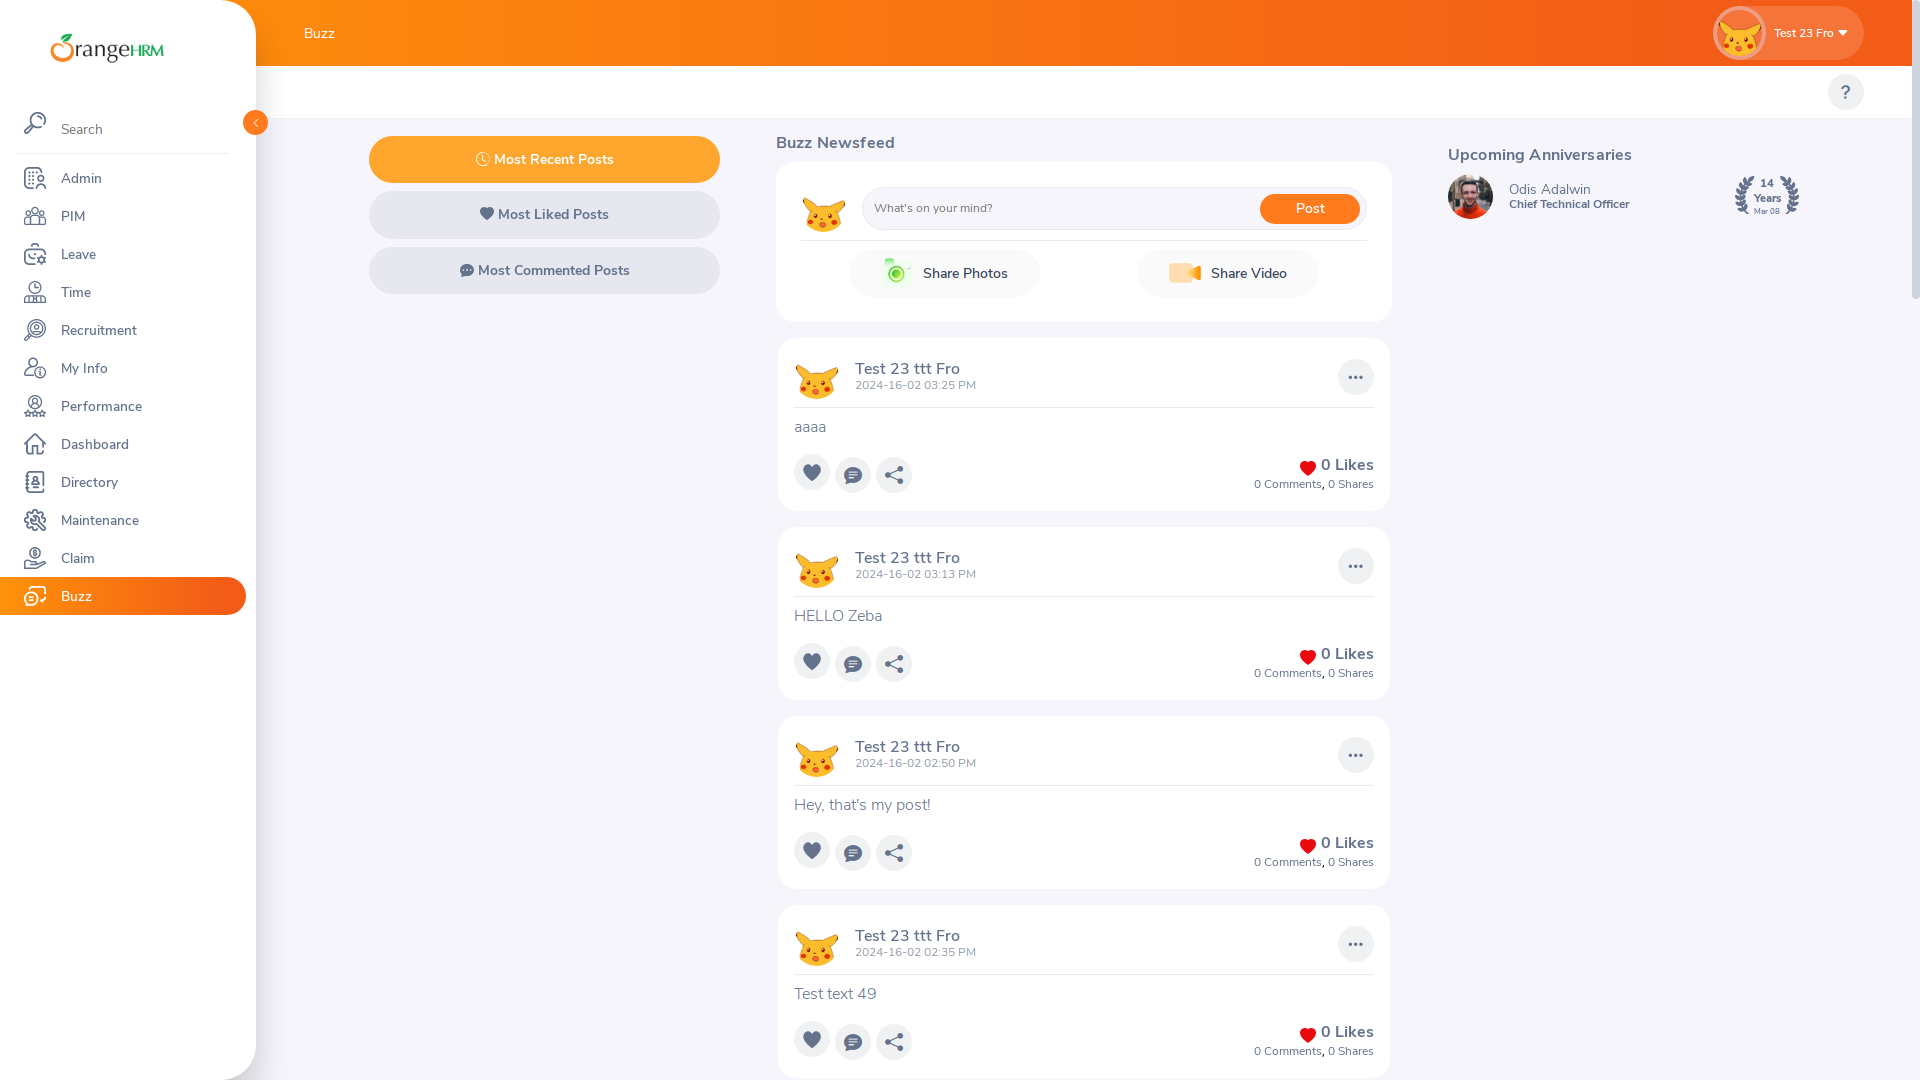 OrangeHRM
Search
Admin
PIM
Leave
Time
Recruitment
My Info
Performance
Dashboard
Directory
Maintenance
Claim
Buzz
Buzz
Test 23 Fro
?
Most Recent Posts
Most Liked Posts
Most Commented Posts
Buzz Newsfeed
What's on your mind?
Post
Share Photos
Share Video
Test 23 ttt Fro
2024-16-02 03:25 PM
aaaa
0 Likes
0 Comments, 0 Shares
Test 23 ttt Fro
2024-16-02 03:13 PM
HELLO Zeba
0 Likes
0 Comments, 0 Shares
Test 23 ttt Fro
2024-16-02 02:50 PM
Hey, that's my post!
0 Likes
0 Comments, 0 Shares
Test 23 ttt Fro
2024-16-02 02:35 PM
Test text 49
0 Likes
0 Comments, 0 Shares
Upcoming Anniversaries
Odis Adalwin
Chief Technical Officer
14
Years
Mar 08